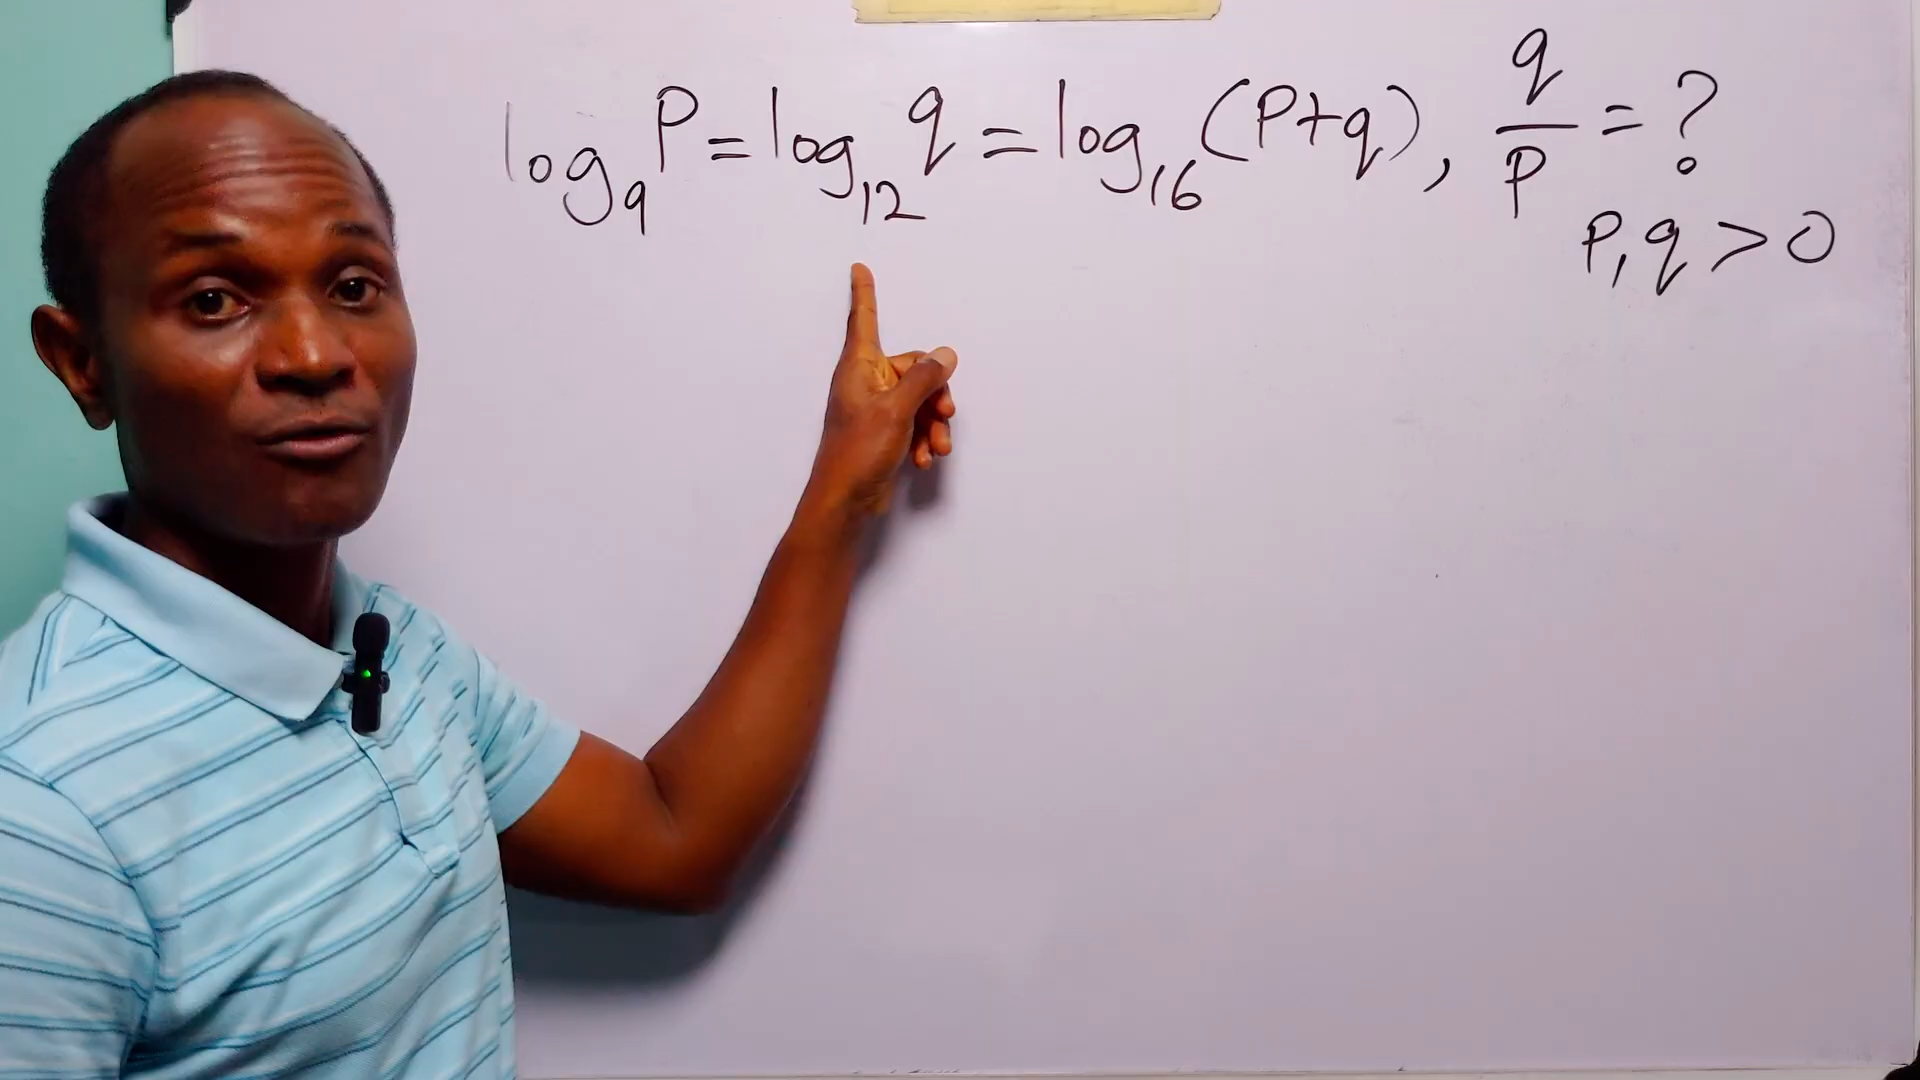 log₉ P = log₁₂ q = log₁₆ (P+q), q/P = ?
P, q > 0